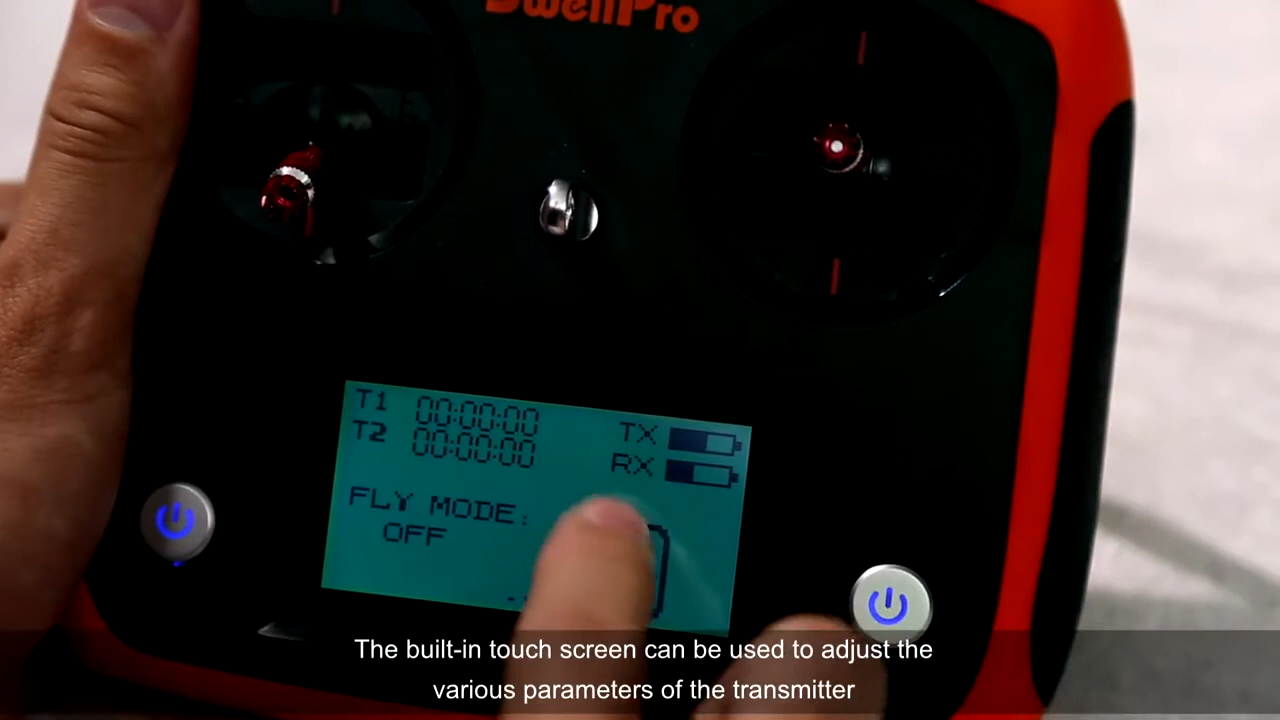 SwellPro
T1 00:00:00
T2 00:00:00
TX
RX
FLY MODE:
OFF
The built-in touch screen can be used to adjust the
various parameters of the transmitter